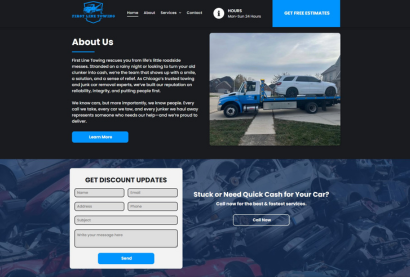 FIRST LINE TOWING
Home
About
Services
Contact
HOURS
Mon-Sun 24 Hours
GET FREE ESTIMATES
About Us
First Line Towing rescues you from life's little roadside
messes. Stranded on a rainy night or looking to turn your old
clunker into cash, we're the team that shows up with a smile,
a solution, and a sense of relief. As Chicago's trusted towing
and junk car removal experts, we've built our reputation on
reliability, integrity, and putting people first.
We know cars, but more importantly, we know people. Every
call we take, every car we tow, and every junker we haul away
represents someone who needs our help—and we're proud to
deliver.
Learn More
GET DISCOUNT UPDATES
Name
Email
Address
Phone
Subject
Write your message here
Send
Stuck or Need Quick Cash for Your Car?
Call now for the best & fastest services.
Call Now